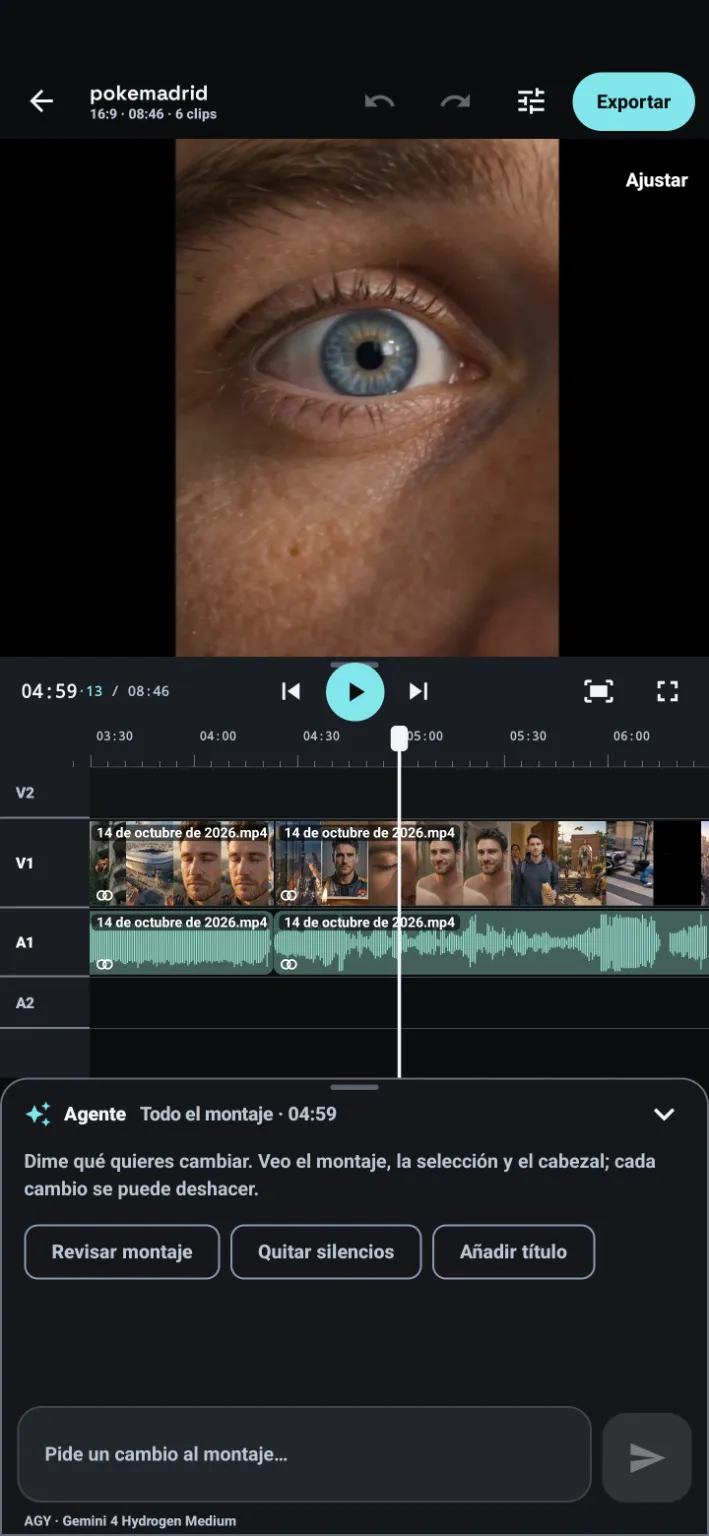 pokemadrid
16:9 · 08:46 · 6 clips
Exportar
Ajustar
04:59·13 / 08:46
03:30 04:00 04:30 05:00 05:30 06:00
V2
V1
14 de octubre de 2026.mp4 14 de octubre de 2026.mp4
A1
14 de octubre de 2026.mp4 14 de octubre de 2026.mp4
A2
Agente Todo el montaje · 04:59
Dime qué quieres cambiar. Veo el montaje, la selección y el cabezal; cada
cambio se puede deshacer.
Revisar montaje Quitar silencios Añadir título
Pide un cambio al montaje…
AGY · Gemini 4 Hydrogen Medium